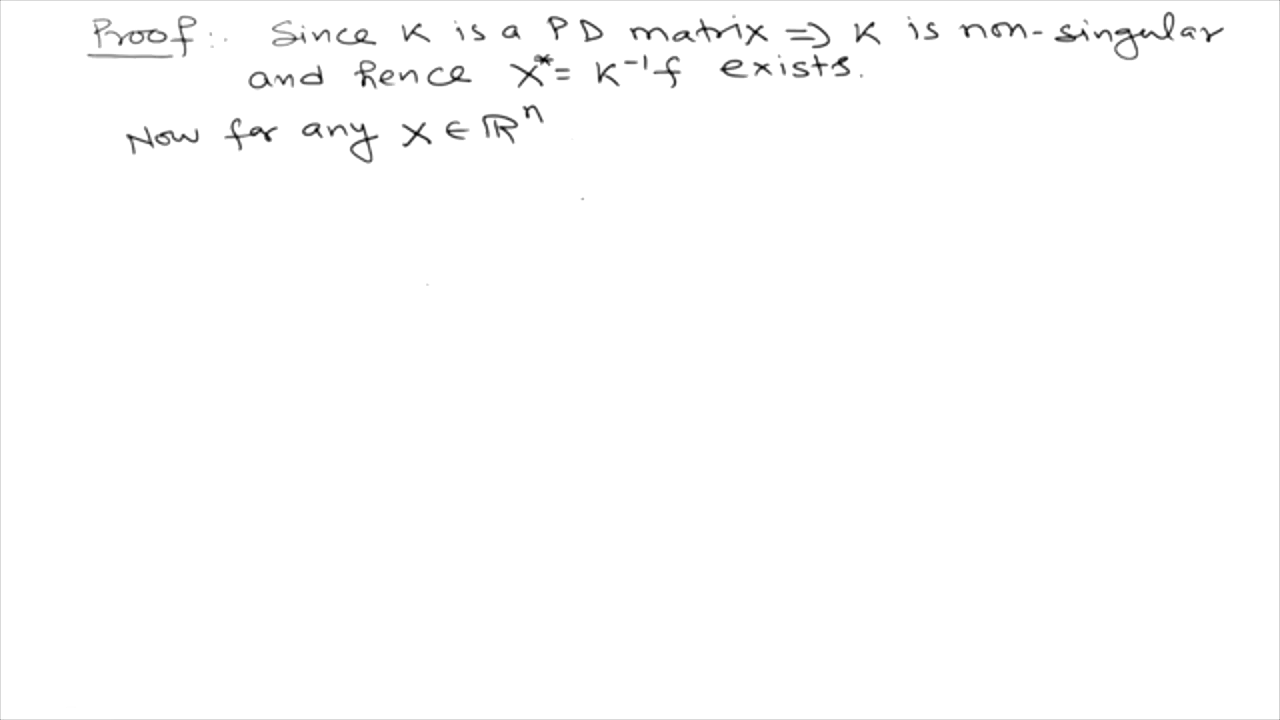 Proof :. Since K is a PD matrix => K is non-singular
and hence X* = K⁻¹f exists.
Now for any X ∈ ℝⁿ